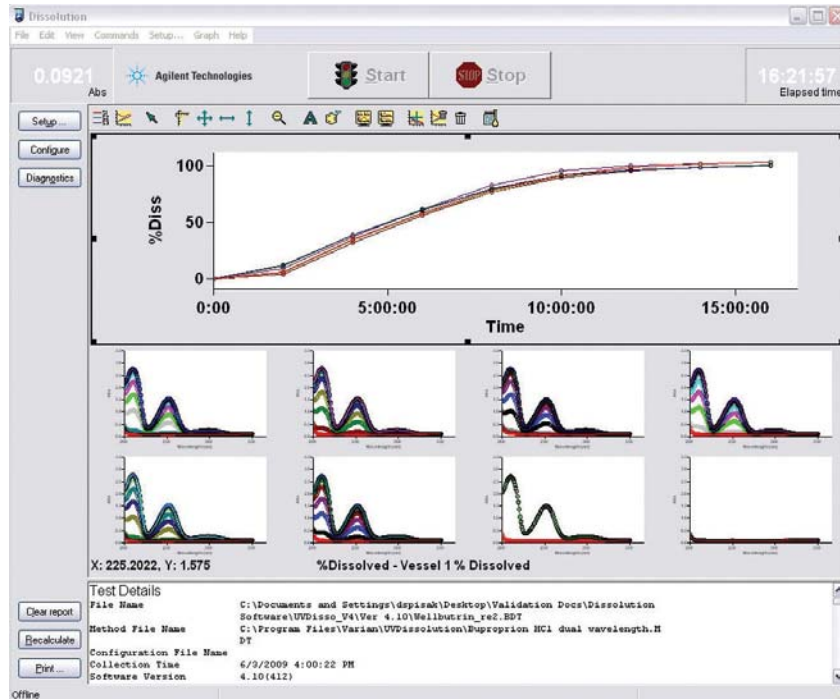 Dissolution
File Edit View Commands Setup... Graph Help
0.0921
Abs
Agilent Technologies
Start
STOP Stop
16:21:57
Elapsed time
Setup ...
Configure
Diagnostics
%Diss
100
50
0
0:00 5:00:00 10:00:00 15:00:00
Time
X: 225.2022, Y: 1.575 %Dissolved - Vessel 1 % Dissolved
Test Details
File Name C:\Documents and Settings\dspisak\Desktop\Validation Docs\Dissolution
Software\UVDisso_V4\Ver 4.10\Wellbutrin_re2.BDT
Method File Name C:\Program Files\Varian\UVDissolution\Buproprion HCl dual wavelength.M
DT
Configuration File Name
Collection Time 6/3/2009 4:00:22 PM
Software Version 4.10(412)
Clear report
Recalculate
Print ...
Offline